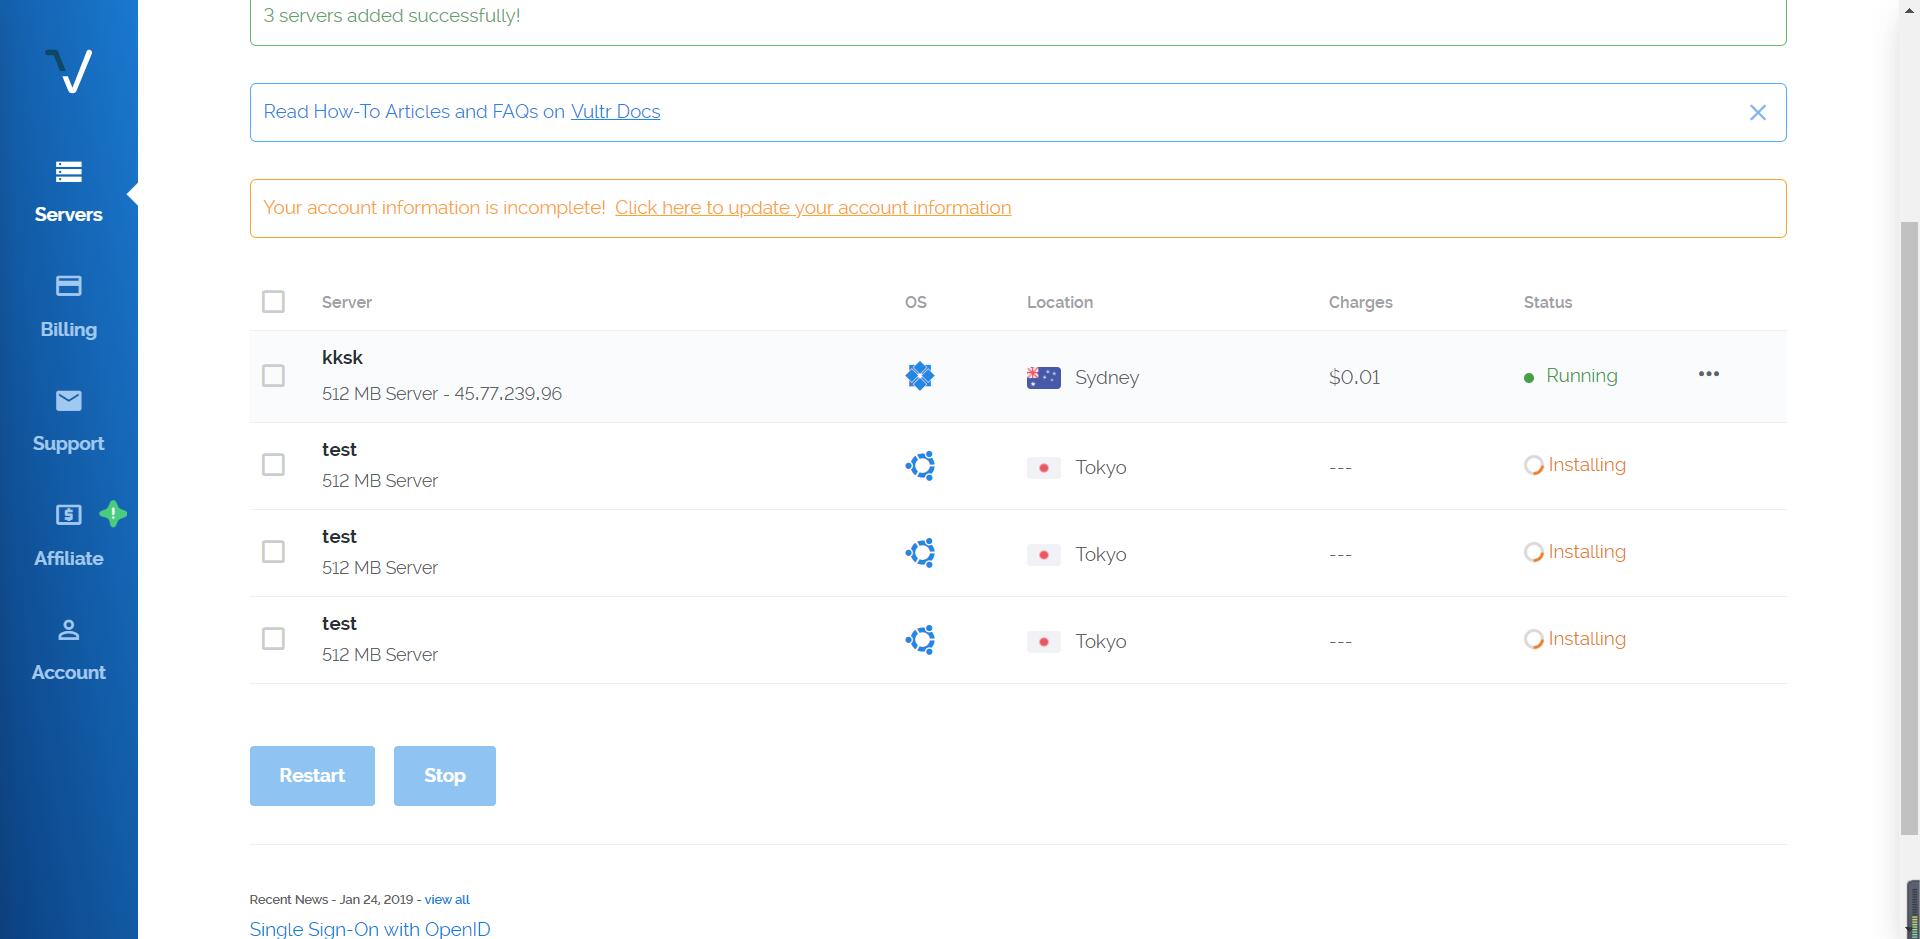 3 servers added successfully!
Read How-To Articles and FAQs on Vultr Docs
Servers
Your account information is incomplete! Click here to update your account information
Billing
Support
Affiliate
Account
Server OS Location Charges Status
kksk
512 MB Server - 45.77.239.96 Sydney $0.01 Running
test
512 MB Server Tokyo --- Installing
test
512 MB Server Tokyo --- Installing
test
512 MB Server Tokyo --- Installing
Restart Stop
Recent News - Jan 24, 2019 - view all
Single Sign-On with OpenID